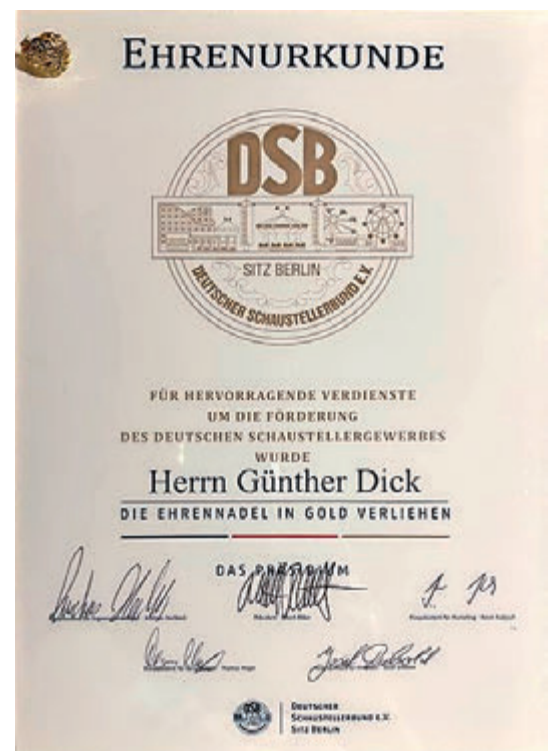 EHRENURKUNDE
DSB
SITZ BERLIN
DEUTSCHER SCHAUSTELLERBUND E.V.
FÜR HERVORRAGENDE VERDIENSTE
UM DIE FÖRDERUNG
DES DEUTSCHEN SCHAUSTELLERGEWERBES
WURDE
Herrn Günther Dick
DIE EHRENNADEL IN GOLD VERLIEHEN
DAS PRÄSIDIUM
DEUTSCHER
SCHAUSTELLERBUND E.V.
SITZ BERLIN